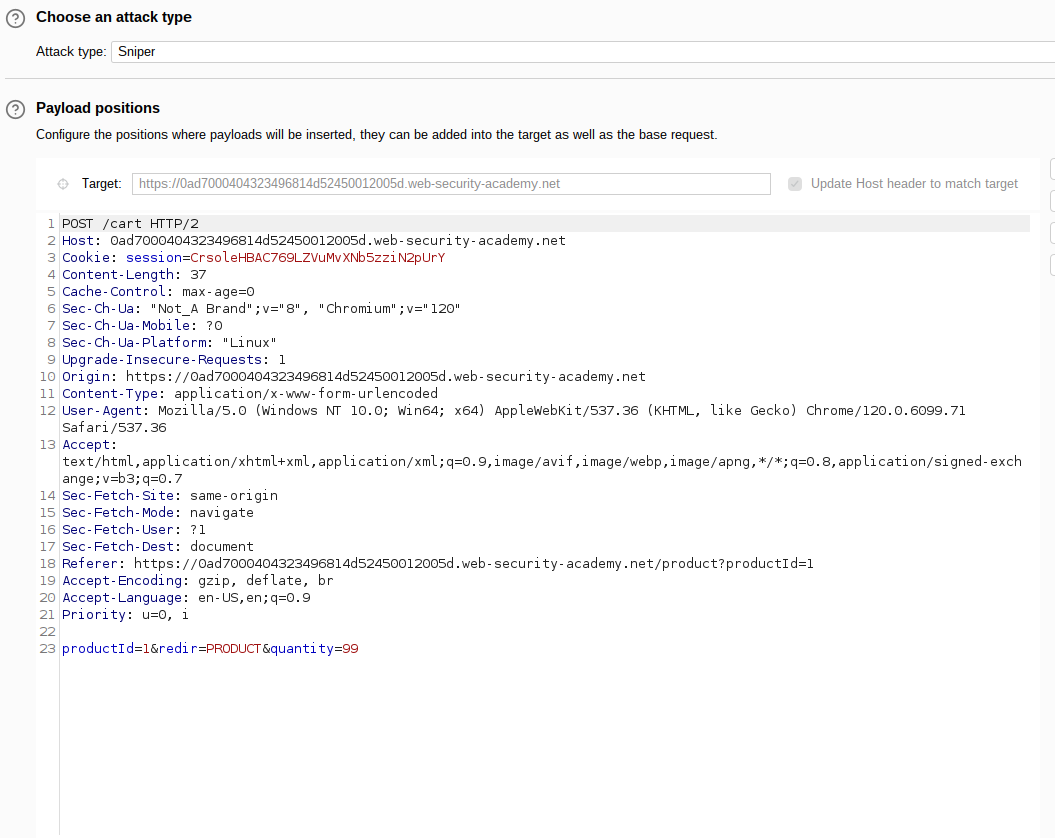 Choose an attack type
Attack type: Sniper
Payload positions
Configure the positions where payloads will be inserted, they can be added into the target as well as the base request.
Target: https://0ad7000404323496814d52450012005d.web-security-academy.net Update Host header to match target
1 POST /cart HTTP/2
2 Host: 0ad7000404323496814d52450012005d.web-security-academy.net
3 Cookie: session=CrsoleHBAC769LZVuMvXNb5zziN2pUrY
4 Content-Length: 37
5 Cache-Control: max-age=0
6 Sec-Ch-Ua: "Not_A Brand";v="8", "Chromium";v="120"
7 Sec-Ch-Ua-Mobile: ?0
8 Sec-Ch-Ua-Platform: "Linux"
9 Upgrade-Insecure-Requests: 1
10 Origin: https://0ad7000404323496814d52450012005d.web-security-academy.net
11 Content-Type: application/x-www-form-urlencoded
12 User-Agent: Mozilla/5.0 (Windows NT 10.0; Win64; x64) AppleWebKit/537.36 (KHTML, like Gecko) Chrome/120.0.6099.71
Safari/537.36
13 Accept:
text/html,application/xhtml+xml,application/xml;q=0.9,image/avif,image/webp,image/apng,*/*;q=0.8,application/signed-exch
ange;v=b3;q=0.7
14 Sec-Fetch-Site: same-origin
15 Sec-Fetch-Mode: navigate
16 Sec-Fetch-User: ?1
17 Sec-Fetch-Dest: document
18 Referer: https://0ad7000404323496814d52450012005d.web-security-academy.net/product?productId=1
19 Accept-Encoding: gzip, deflate, br
20 Accept-Language: en-US,en;q=0.9
21 Priority: u=0, i
22
23 productId=1&redir=PRODUCT&quantity=99